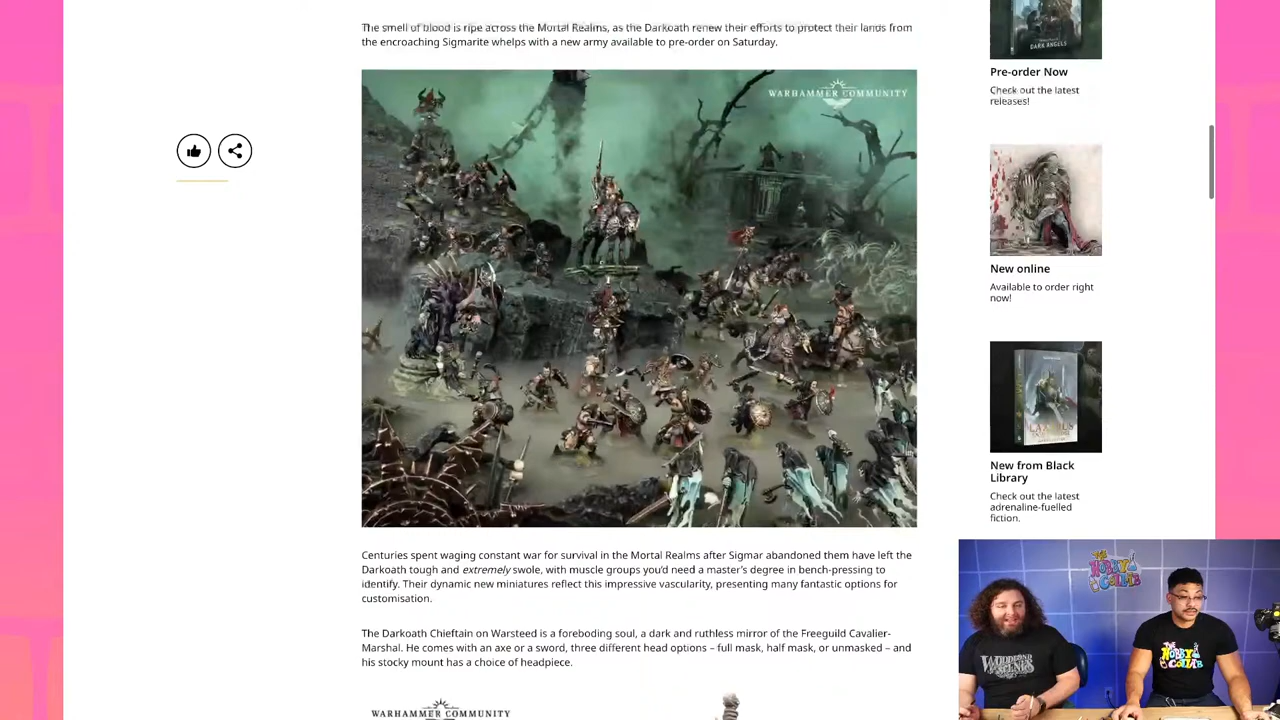 The smell of blood is ripe across the Mortal Realms, as the Darkoath renew their efforts to protect their lands from
the encroaching Sigmarite whelps with a new army available to pre-order on Saturday.
WARHAMMER COMMUNITY
Centuries spent waging constant war for survival in the Mortal Realms after Sigmar abandoned them have left the
Darkoath tough and extremely swole, with muscle groups you'd need a master's degree in bench-pressing to
identify. Their dynamic new miniatures reflect this impressive vascularity, presenting many fantastic options for
customisation.
The Darkoath Chieftain on Warsteed is a foreboding soul, a dark and ruthless mirror of the Freeguild Cavalier-
Marshal. He comes with an axe or a sword, three different head options – full mask, half mask, or unmasked – and
his stocky mount has a choice of headpiece.
WARHAMMER COMMUNITY
DARK ANGELS
Pre-order Now
Check out the latest
releases!
New online
Available to order right
now!
New from Black
Library
Check out the latest
adrenaline-fuelled
fiction.
THE
HOBBY
COLLAB
THE
HOBBY
COLLAB